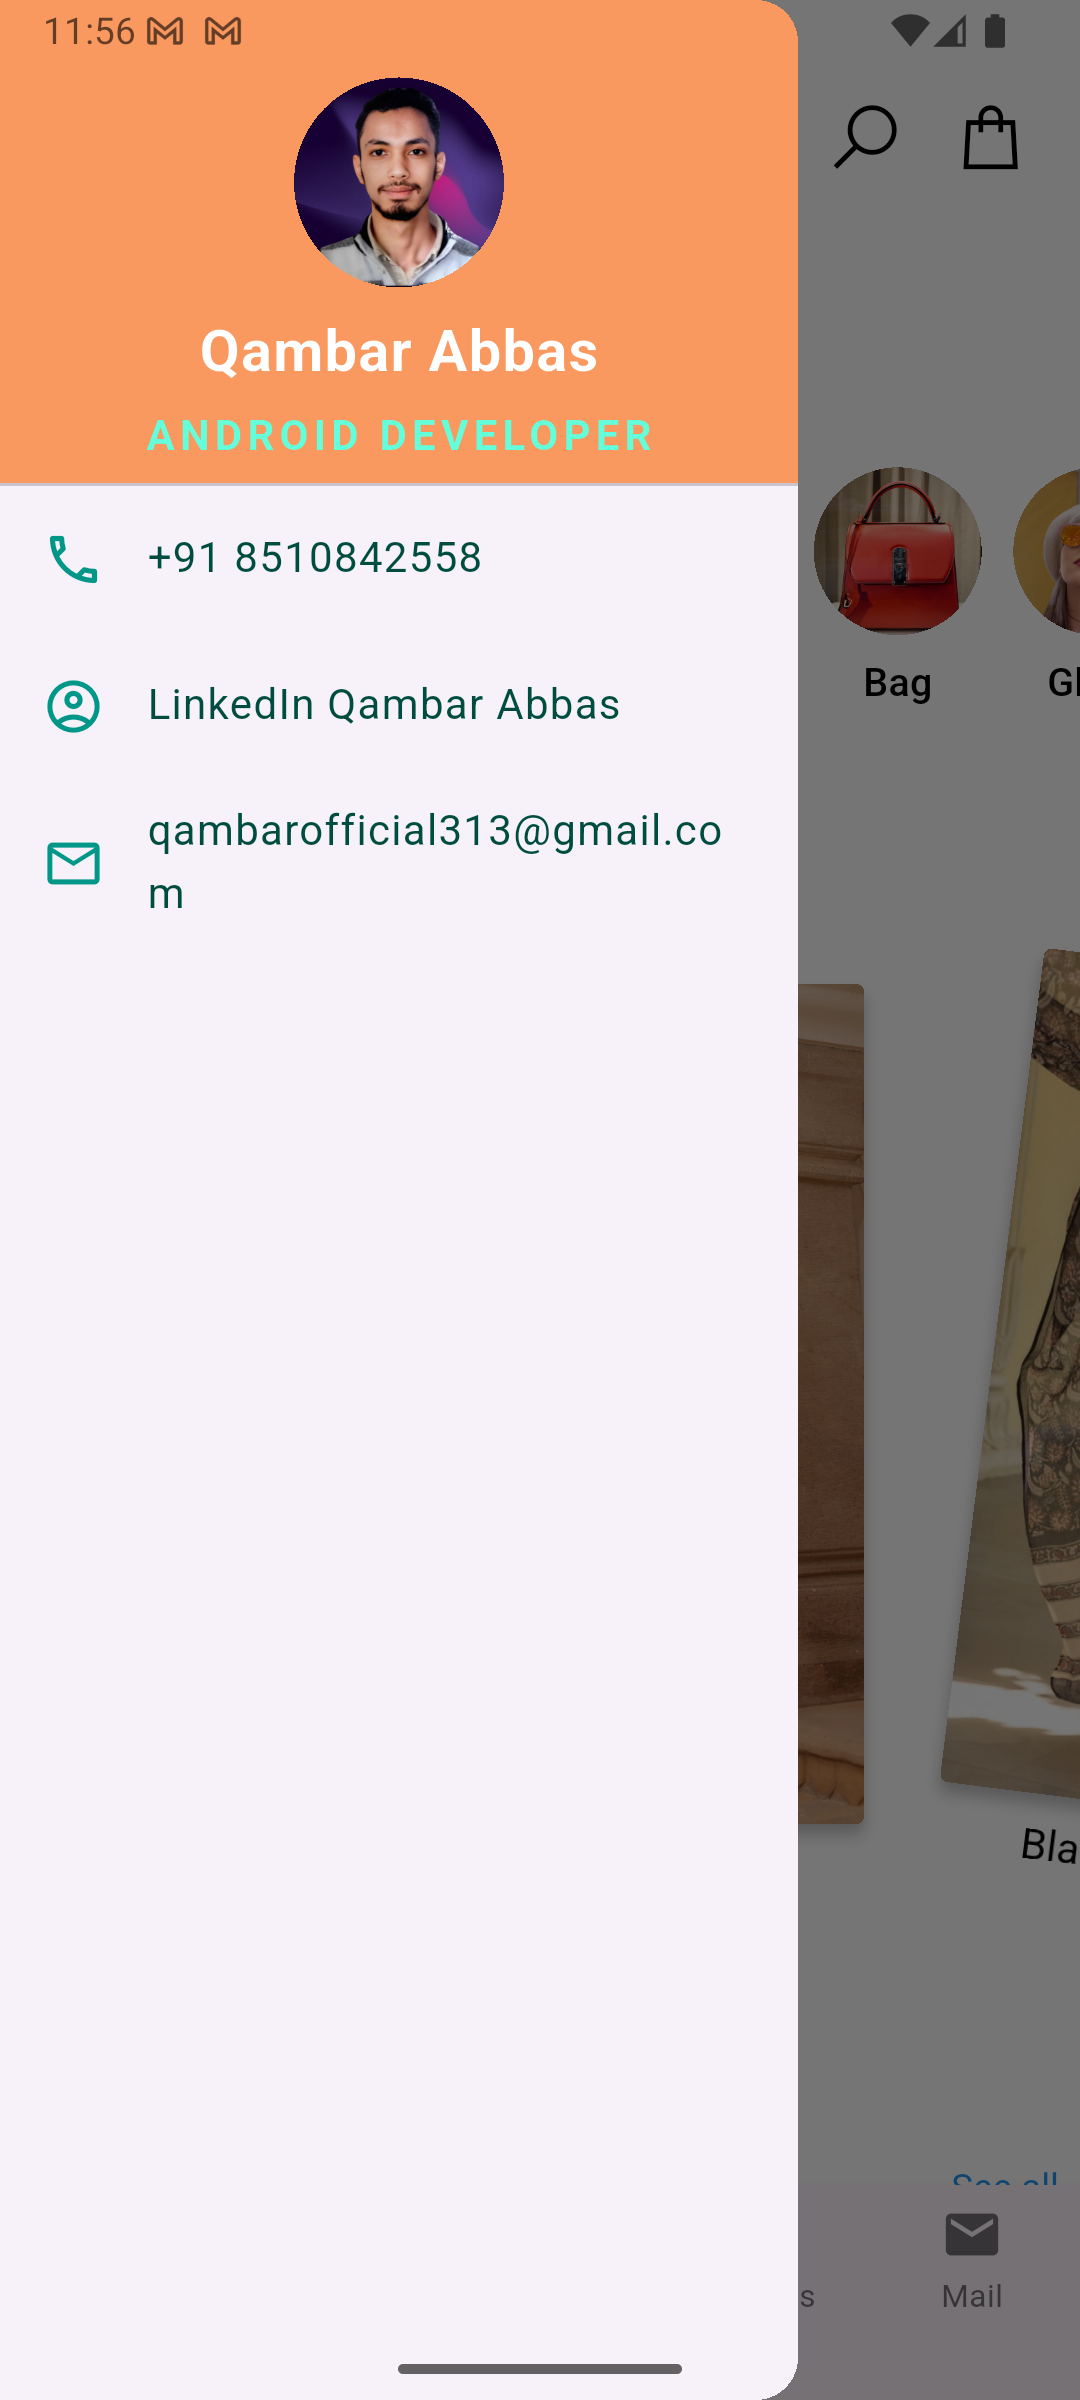 11:56
Qambar Abbas
ANDROID DEVELOPER
+91 8510842558
LinkedIn Qambar Abbas
qambarofficial313@gmail.co
m
Bag
Gl
Bla
See all
s
Mail